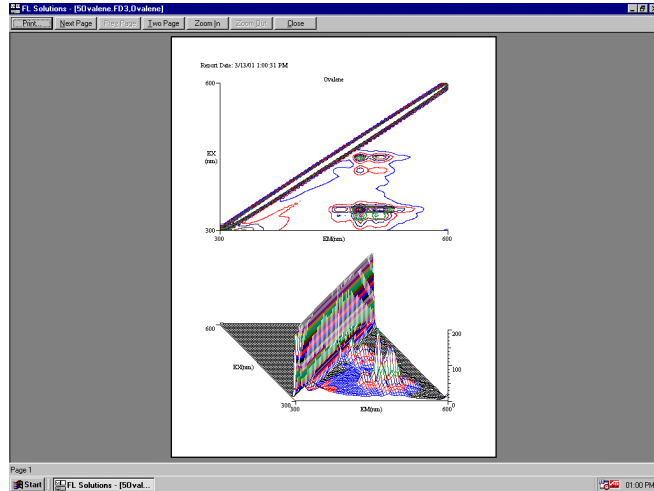 FL Solutions - [5Ovalene.FD3,Ovalene]
Print... Next Page Prev Page Two Page Zoom In Zoom Out Close
Report Date: 3/13/01 1:00:31 PM
Ovalene
600
EX
(nm)
300
300 EM(nm) 600
600
200
EX(nm)
100
300
0
300 EM(nm) 600
Page 1
Start FL Solutions - [5Oval... 01:00 PM